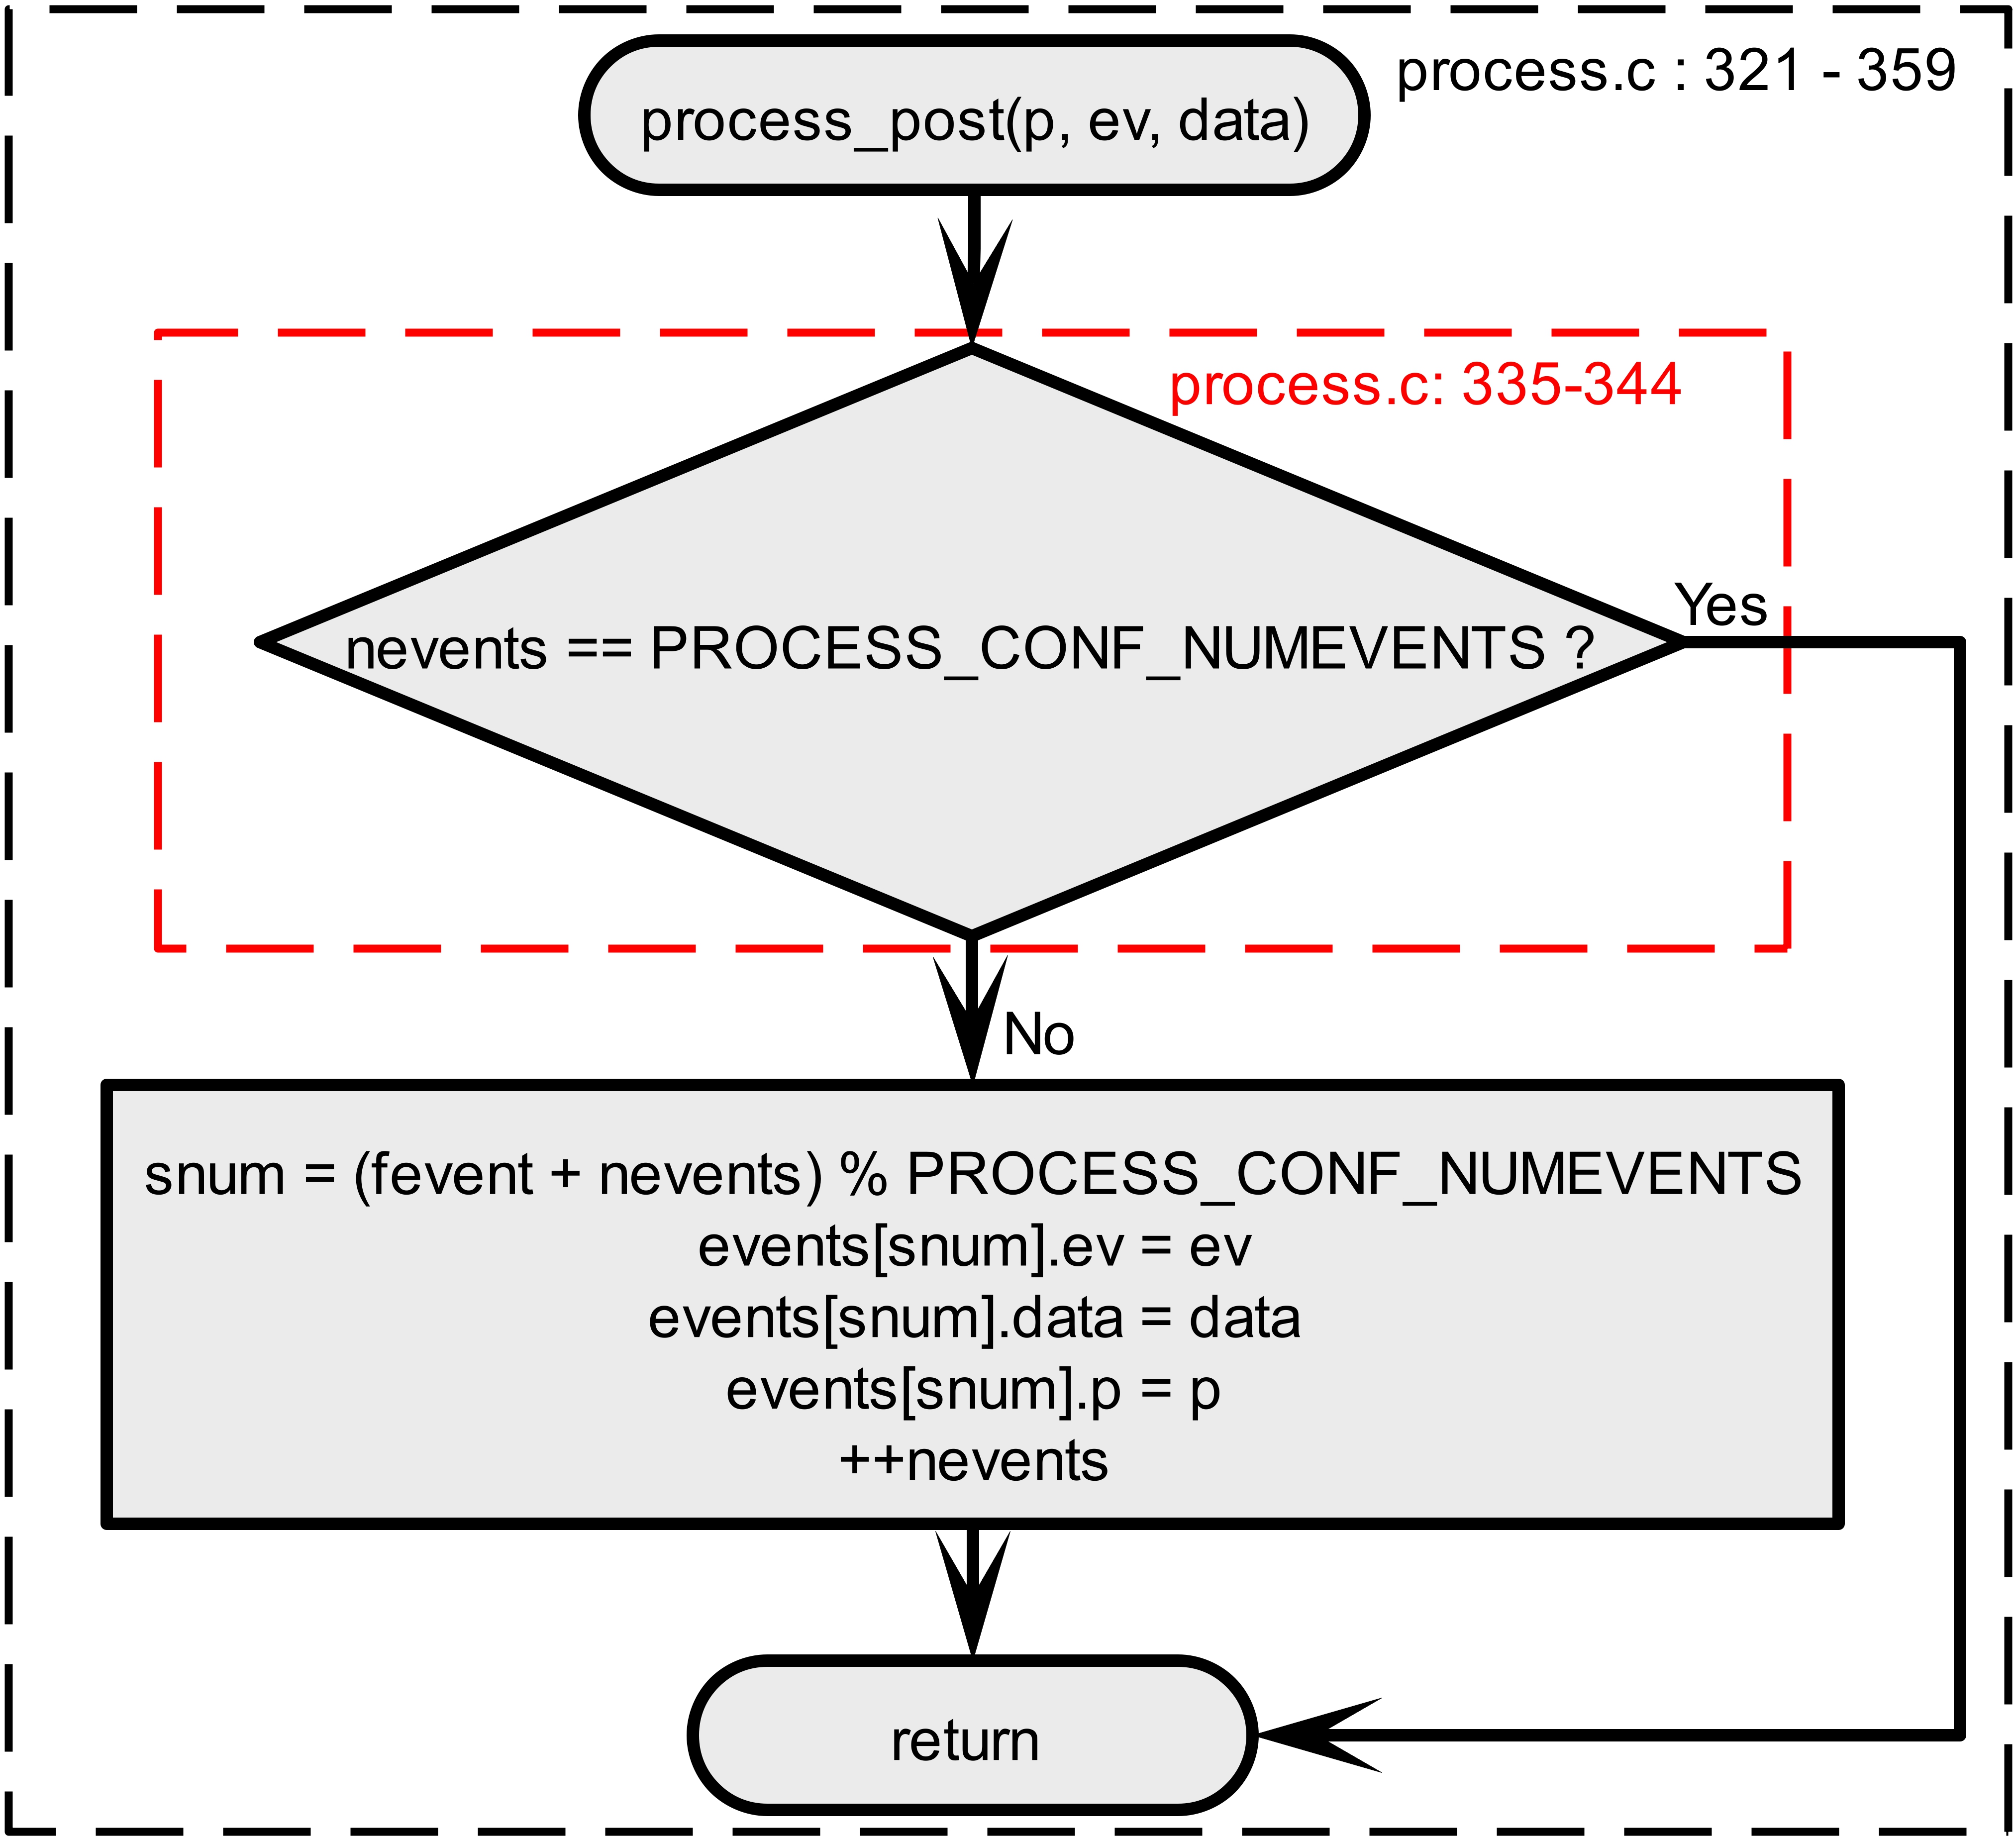 process.c : 321 - 359
process_post(p, ev, data)
process.c: 335-344
nevents == PROCESS_CONF_NUMEVENTS ?
Yes
No
snum = (fevent + nevents) % PROCESS_CONF_NUMEVENTS
events[snum].ev = ev
events[snum].data = data
events[snum].p = p
++nevents
return